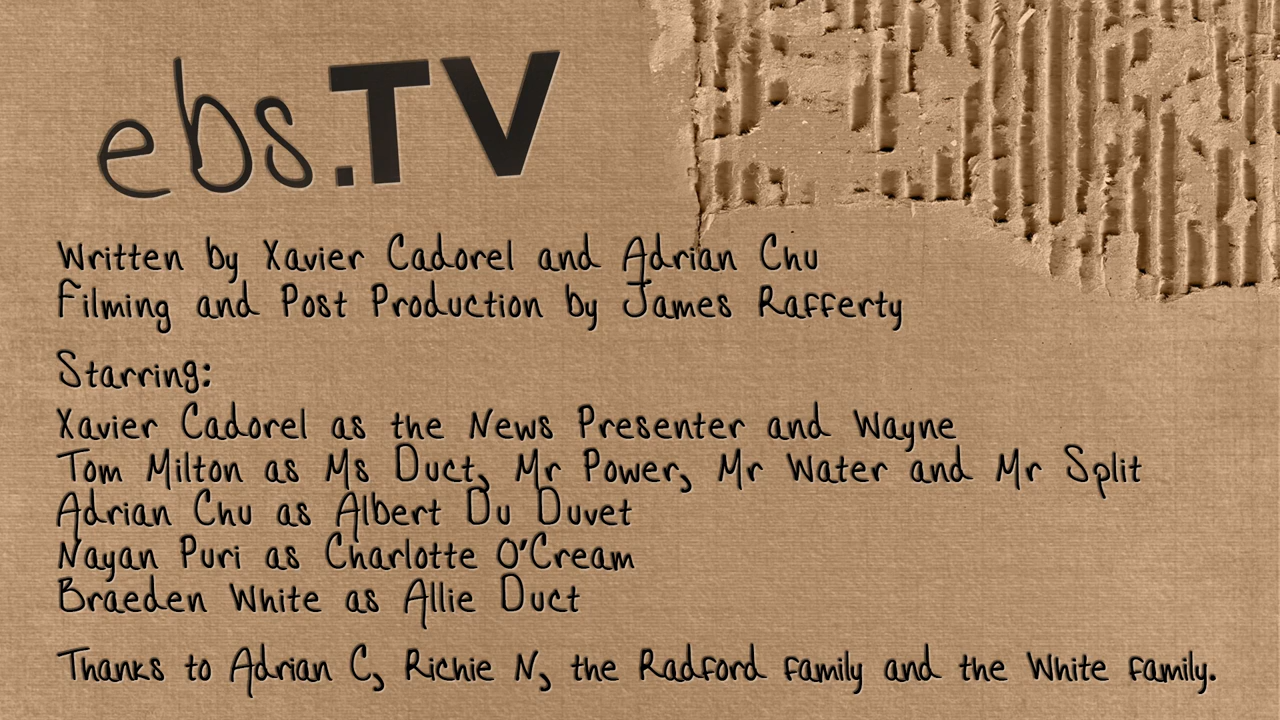 ebs.TV
Written by Xavier Cadorel and Adrian Chu
Filming and Post Production by James Rafferty
Starring:
Xavier Cadorel as the News Presenter and Wayne
Tom Milton as Ms Duct, Mr Power, Mr Water and Mr Split
Adrian Chu as Albert Du Duvet
Nayan Puri as Charlotte O'Cream
Braeden White as Allie Duct
Thanks to Adrian C, Richie N, the Radford family and the White family.